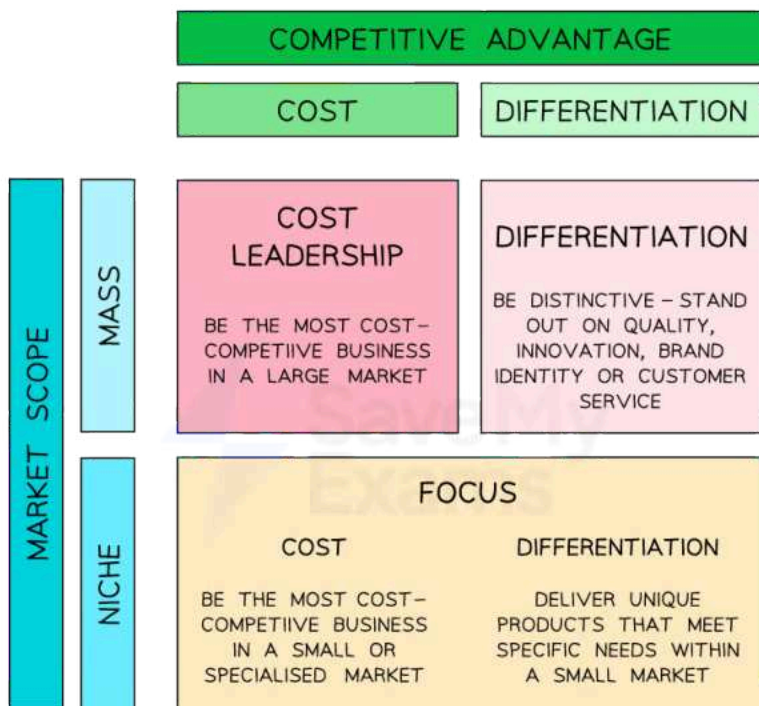 COMPETITIVE ADVANTAGE
COST
DIFFERENTIATION
MARKET SCOPE
MASS
COST
LEADERSHIP
BE THE MOST COST-
COMPETIIVE BUSINESS
IN A LARGE MARKET
DIFFERENTIATION
BE DISTINCTIVE – STAND
OUT ON QUALITY,
INNOVATION, BRAND
IDENTITY OR CUSTOMER
SERVICE
SaveMy
Exams
NICHE
FOCUS
COST
BE THE MOST COST-
COMPETIIVE BUSINESS
IN A SMALL OR
SPECIALISED MARKET
DIFFERENTIATION
DELIVER UNIQUE
PRODUCTS THAT MEET
SPECIFIC NEEDS WITHIN
A SMALL MARKET